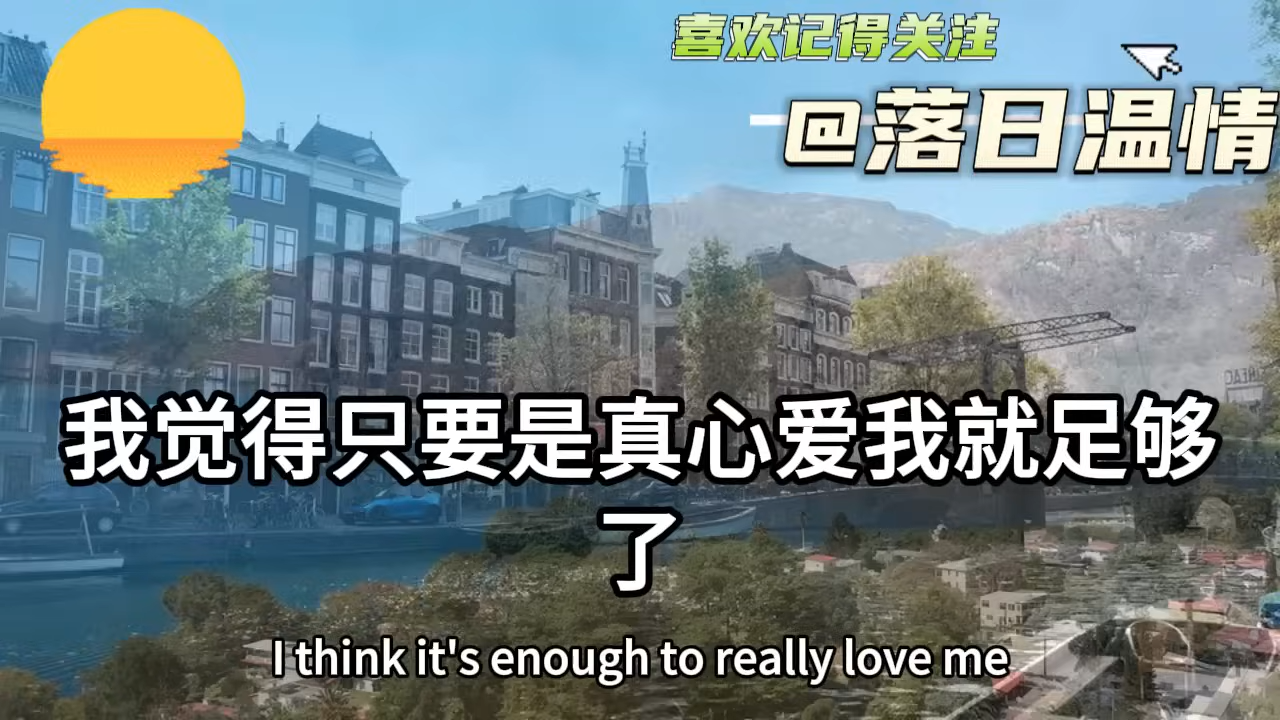 喜欢记得关注
@落日温情
我觉得只要是真心爱我就足够
了
I think it's enough to really love me